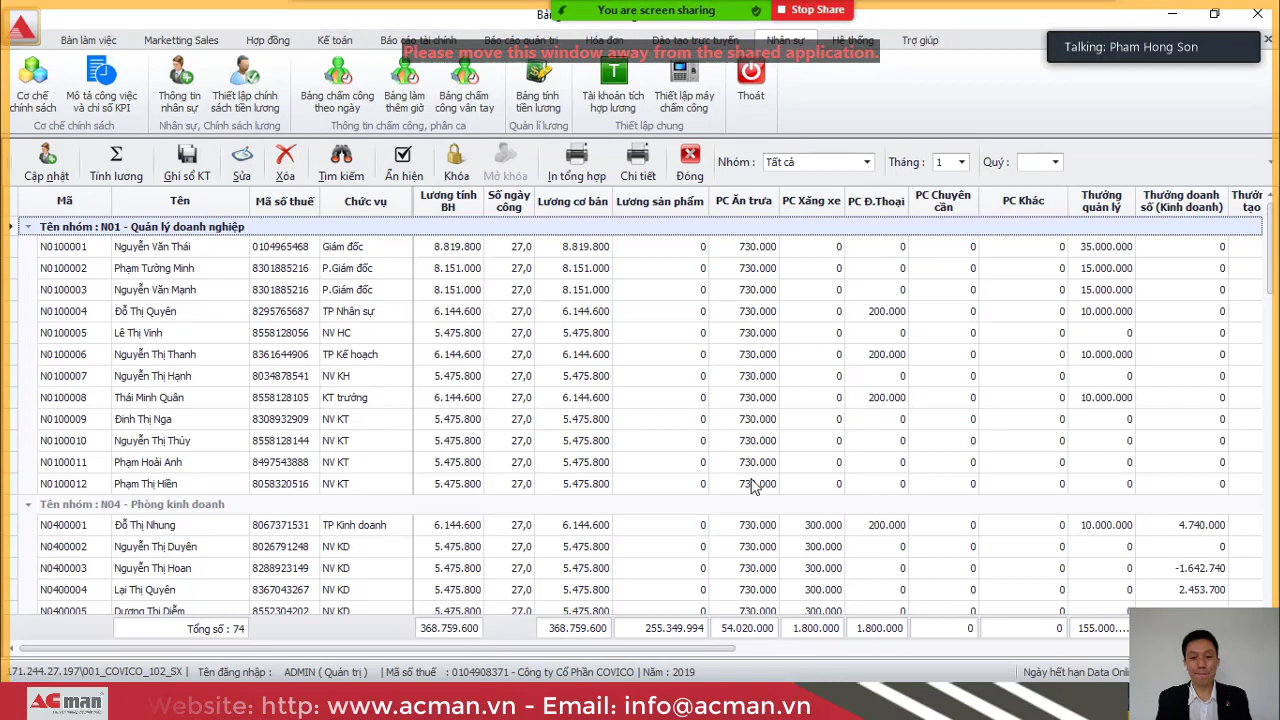 You are screen sharing Stop Share
Please move this window away from the shared application.
Talking: Pham Hong Son
Bàn làm việc Marketting Sales Hợp đồng Kế toán Báo cáo tài chính Báo cáo quản trị Hóa đơn Đào tạo trực tuyến Nhân sự Hệ thống Trợ giúp
Cơ chế chính sách Mô tả công việc và chỉ số KPI Thông tin nhân sự Thiết lập chính sách tiền lương Bảng chấm công theo ngày Bảng làm thêm giờ Bảng chấm công vân tay Bảng tính tiền lương Tài khoản tích hợp lương Thiết lập máy chấm công Thoát
Cơ chế chính sách Nhân sự, Chính sách lương Thông tin chấm công, phân ca Quản lí lương Thiết lập chung
Cập nhật Tính lương Ghi sổ KT Sửa Xóa Tìm kiếm Ẩn hiện Khóa Mở khóa In tổng hợp Chi tiết Đóng Nhóm : Tất cả Tháng : 1 Quý :
Mã Tên Mã số thuế Chức vụ Lương tính BH Số ngày công Lương cơ bản Lương sản phẩm PC Ăn trưa PC Xăng xe PC Đ.Thoại PC Chuyên cần PC Khác Thưởng quản lý Thưởng doanh số (Kinh doanh)
Tên nhóm : N01 - Quản lý doanh nghiệp
N0100001 Nguyễn Văn Thái 0104965468 Giám đốc 8.819.800 27,0 8.819.800 0 730.000 0 0 0 0 35.000.000 0
N0100002 Phạm Tường Minh 8301885216 P.Giám đốc 8.151.000 27,0 8.151.000 0 730.000 0 0 0 0 15.000.000 0
N0100003 Nguyễn Văn Mạnh 8301885216 P.Giám đốc 8.151.000 27,0 8.151.000 0 730.000 0 0 0 0 15.000.000 0
N0100004 Đỗ Thị Quyên 8295765687 TP Nhân sự 6.144.600 27,0 6.144.600 0 730.000 0 200.000 0 0 10.000.000 0
N0100005 Lê Thị Vinh 8558128056 NV HC 5.475.800 27,0 5.475.800 0 730.000 0 0 0 0 0 0
N0100006 Nguyễn Thị Thanh 8361644906 TP Kế hoạch 6.144.600 27,0 6.144.600 0 730.000 0 200.000 0 0 10.000.000 0
N0100007 Nguyễn Thị Hạnh 8034878541 NV KH 5.475.800 27,0 5.475.800 0 730.000 0 0 0 0 0 0
N0100008 Thái Minh Quân 8558128105 KT trưởng 6.144.600 27,0 6.144.600 0 730.000 0 200.000 0 0 10.000.000 0
N0100009 Đinh Thị Nga 8308932909 NV KT 5.475.800 27,0 5.475.800 0 730.000 0 0 0 0 0 0
N0100010 Nguyễn Thị Thúy 8558128144 NV KT 5.475.800 27,0 5.475.800 0 730.000 0 0 0 0 0 0
N0100011 Phạm Hoài Anh 8497543888 NV KT 5.475.800 27,0 5.475.800 0 730.000 0 0 0 0 0 0
N0100012 Phạm Thị Hiền 8058320516 NV KT 5.475.800 27,0 5.475.800 0 730.000 0 0 0 0 0 0
Tên nhóm : N04 - Phòng kinh doanh
N0400001 Đỗ Thị Nhung 8067371531 TP Kinh doanh 6.144.600 27,0 6.144.600 0 730.000 300.000 200.000 0 0 10.000.000 4.740.000
N0400002 Nguyễn Thị Duyên 8026791248 NV KD 5.475.800 27,0 5.475.800 0 730.000 300.000 0 0 0 0 0
N0400003 Nguyễn Thị Hoan 8288923149 NV KD 5.475.800 27,0 5.475.800 0 730.000 300.000 0 0 0 0 -1.642.740
N0400004 Lại Thị Quyên 8367043267 NV KD 5.475.800 27,0 5.475.800 0 730.000 300.000 0 0 0 0 2.453.700
N0400005 Dương Thị Diễm 8552304202 NV KD 5.475.800 27,0 5.475.800 0 730.000 300.000 0 0 0 0
Tổng số : 74 368.759.600 368.759.600 255.349.994 54.020.000 1.800.000 1.800.000 0 0 155.000....
171.244.27.197\001_COVICO_102_SX Tên đăng nhập : ADMIN ( Quản trị ) Mã số thuế : 0104908371 - Công ty Cổ Phần COVICO Năm : 2019 Ngày hết hạn Data Onli
ACman Website: http: www.acman.vn - Email: info@acman.vn